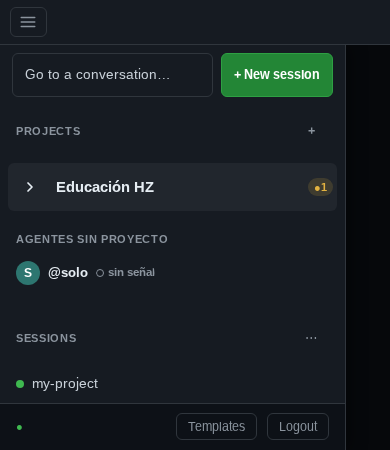 Go to a conversation…
+ New session
PROJECTS +
Educación HZ ●1
AGENTES SIN PROYECTO
S @solo ○ sin señal
SESSIONS ...
my-project
Templates Logout